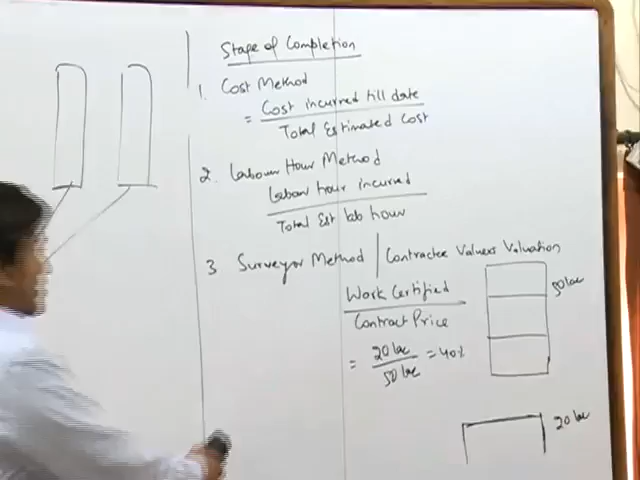 Stage of Completion
1. Cost Method
= Cost incurred till date
Total Estimated Cost
2. Labour Hour Method
Labour hour incurred
Total Est lab hour
3 Surveyor Method | Contractee Valuers Valuation
Work Certified
Contract Price
= 20 lac = 40%
50 lac
50 lac
20 lac